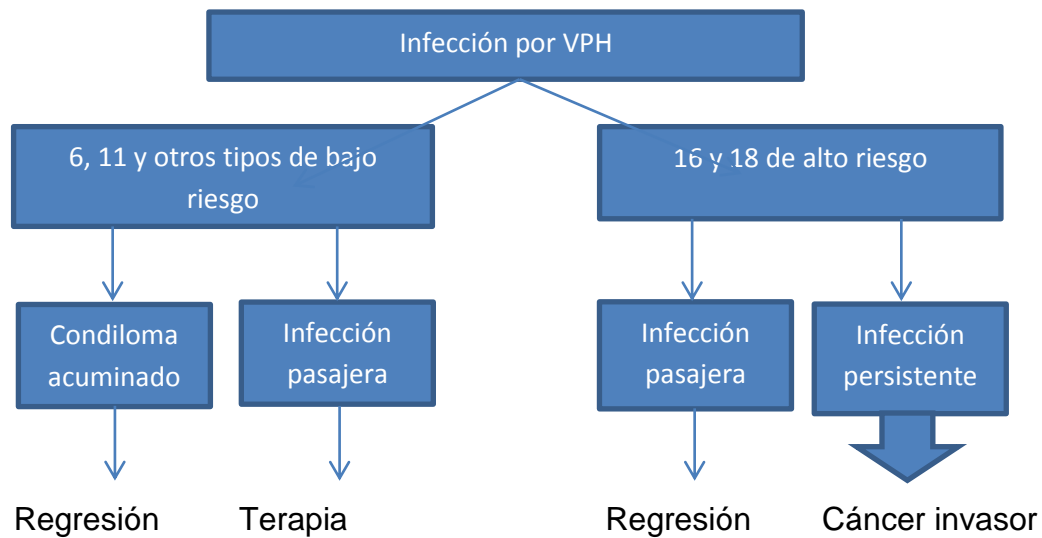 Infección por VPH
6, 11 y otros tipos de bajo
riesgo
16 y 18 de alto riesgo
Condiloma
acuminado
Infección
pasajera
Infección
pasajera
Infección
persistente
Regresión
Terapia
Regresión
Cáncer invasor